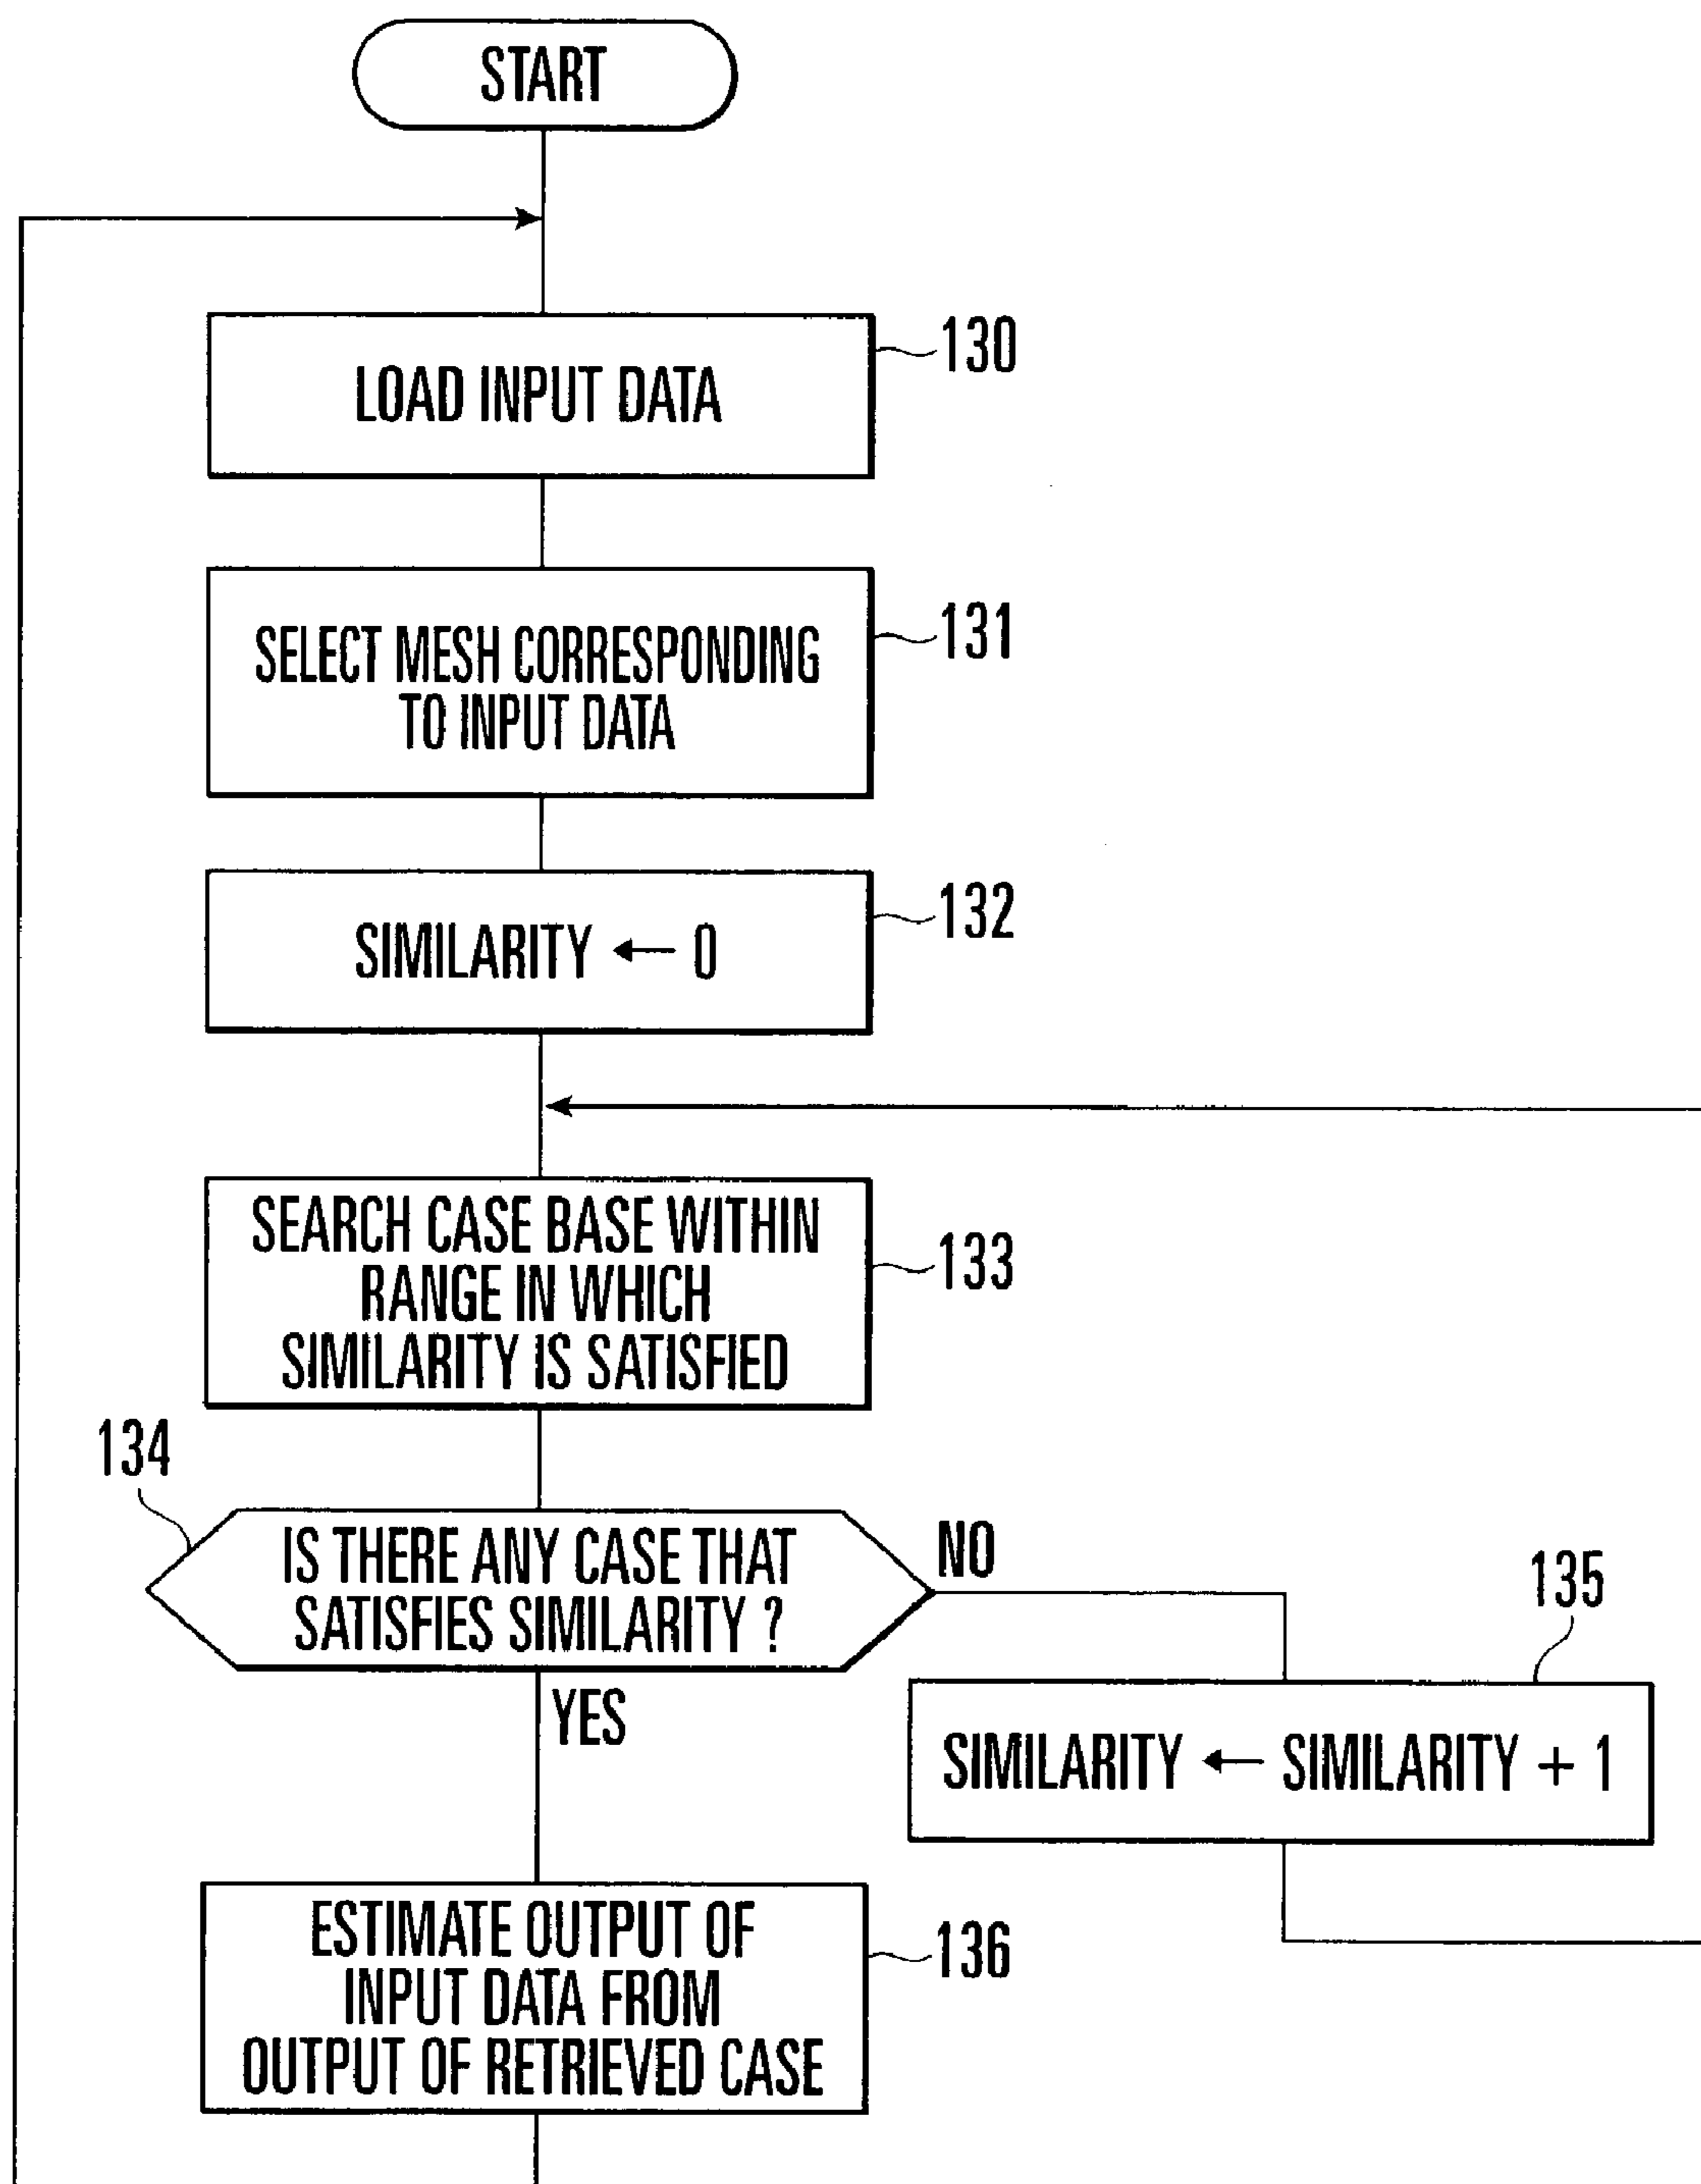 START
LOAD INPUT DATA
130
SELECT MESH CORRESPONDING
TO INPUT DATA
131
SIMILARITY ← 0
132
SEARCH CASE BASE WITHIN
RANGE IN WHICH
SIMILARITY IS SATISFIED
133
134
IS THERE ANY CASE THAT
SATISFIES SIMILARITY ?
NO
YES
135
SIMILARITY ← SIMILARITY + 1
ESTIMATE OUTPUT OF
INPUT DATA FROM
OUTPUT OF RETRIEVED CASE
136